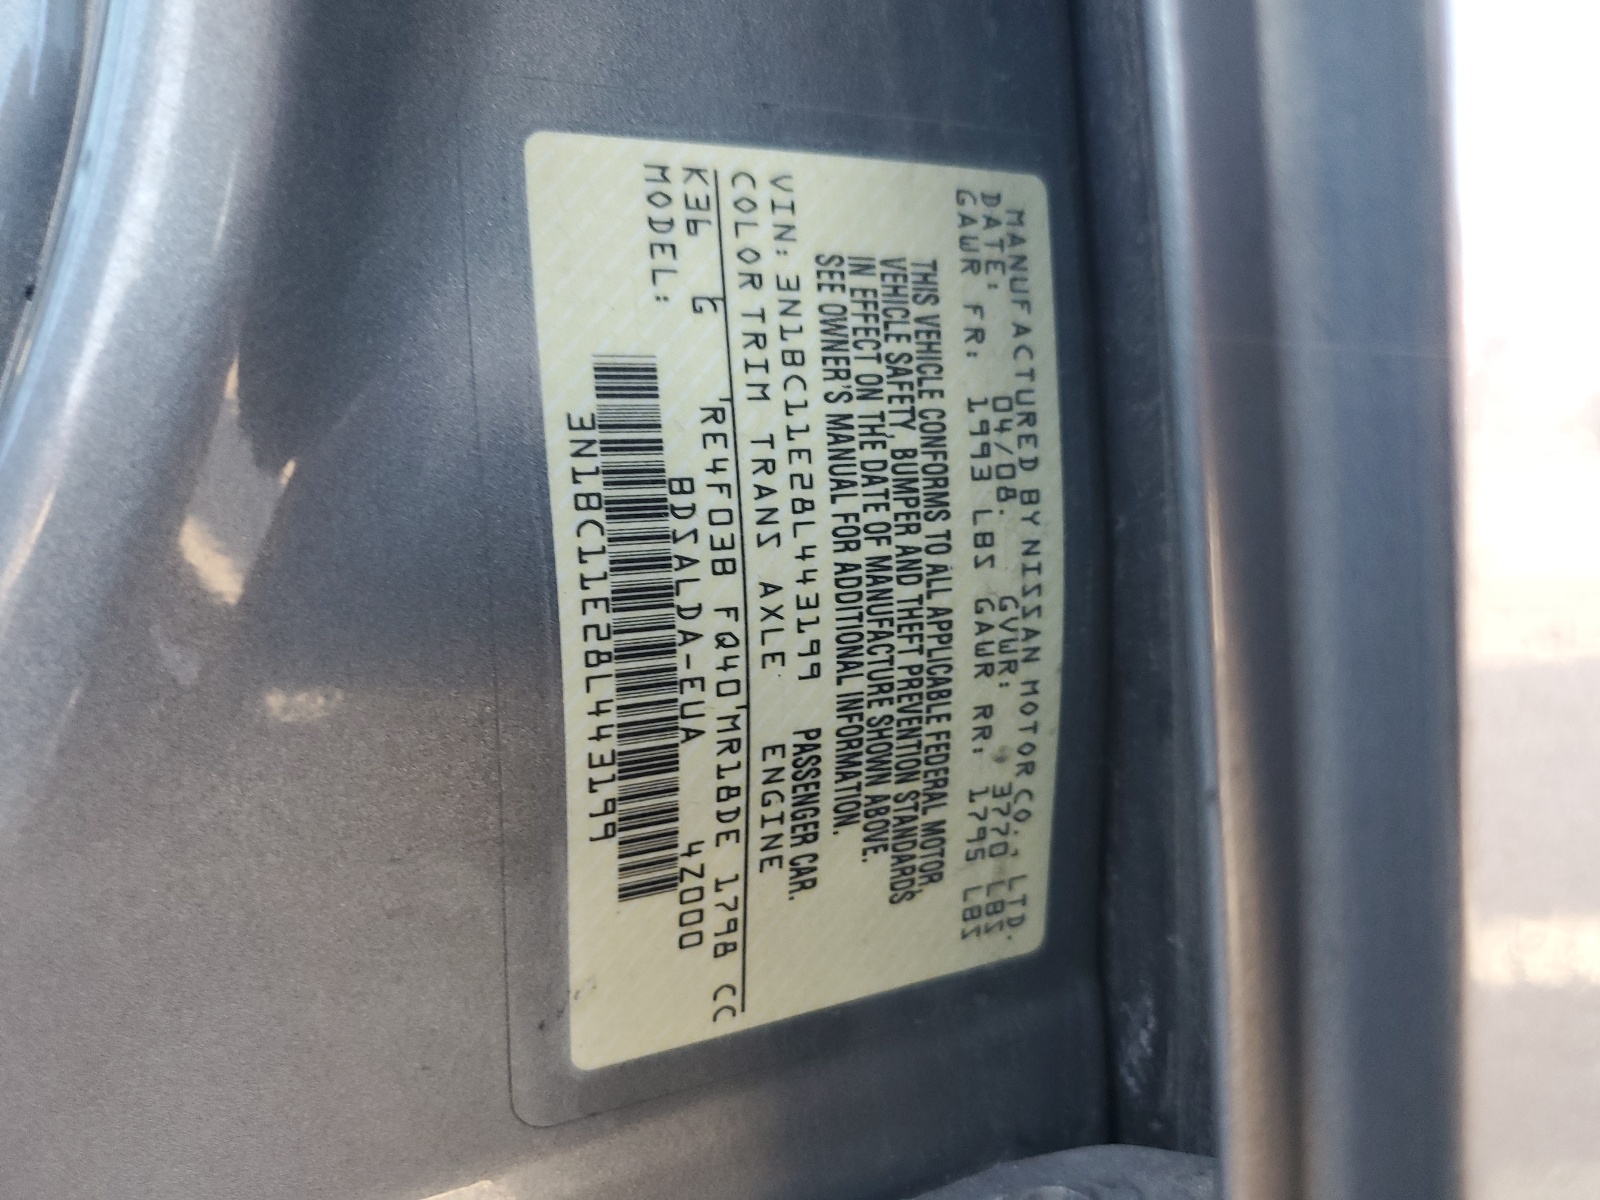 MANUFACTURED BY NISSAN MOTOR CO., LTD.
DATE: 04/08. GVWR: 3770 LBS
GAWR FR: 1993 LBS GAWR RR: 1795 LBS
THIS VEHICLE CONFORMS TO ALL APPLICABLE FEDERAL MOTOR
VEHICLE SAFETY, BUMPER AND THEFT PREVENTION STANDARDS
IN EFFECT ON THE DATE OF MANUFACTURE SHOWN ABOVE.
SEE OWNER'S MANUAL FOR ADDITIONAL INFORMATION.
VIN: 3N1BC11E28L443199 PASSENGER CAR.
COLOR TRIM TRANS AXLE ENGINE
K36 G RE4F03B FQ40 MR18DE 1798 CC
MODEL: BDSALDA-EUA 4Z000
3N1BC11E28L443199